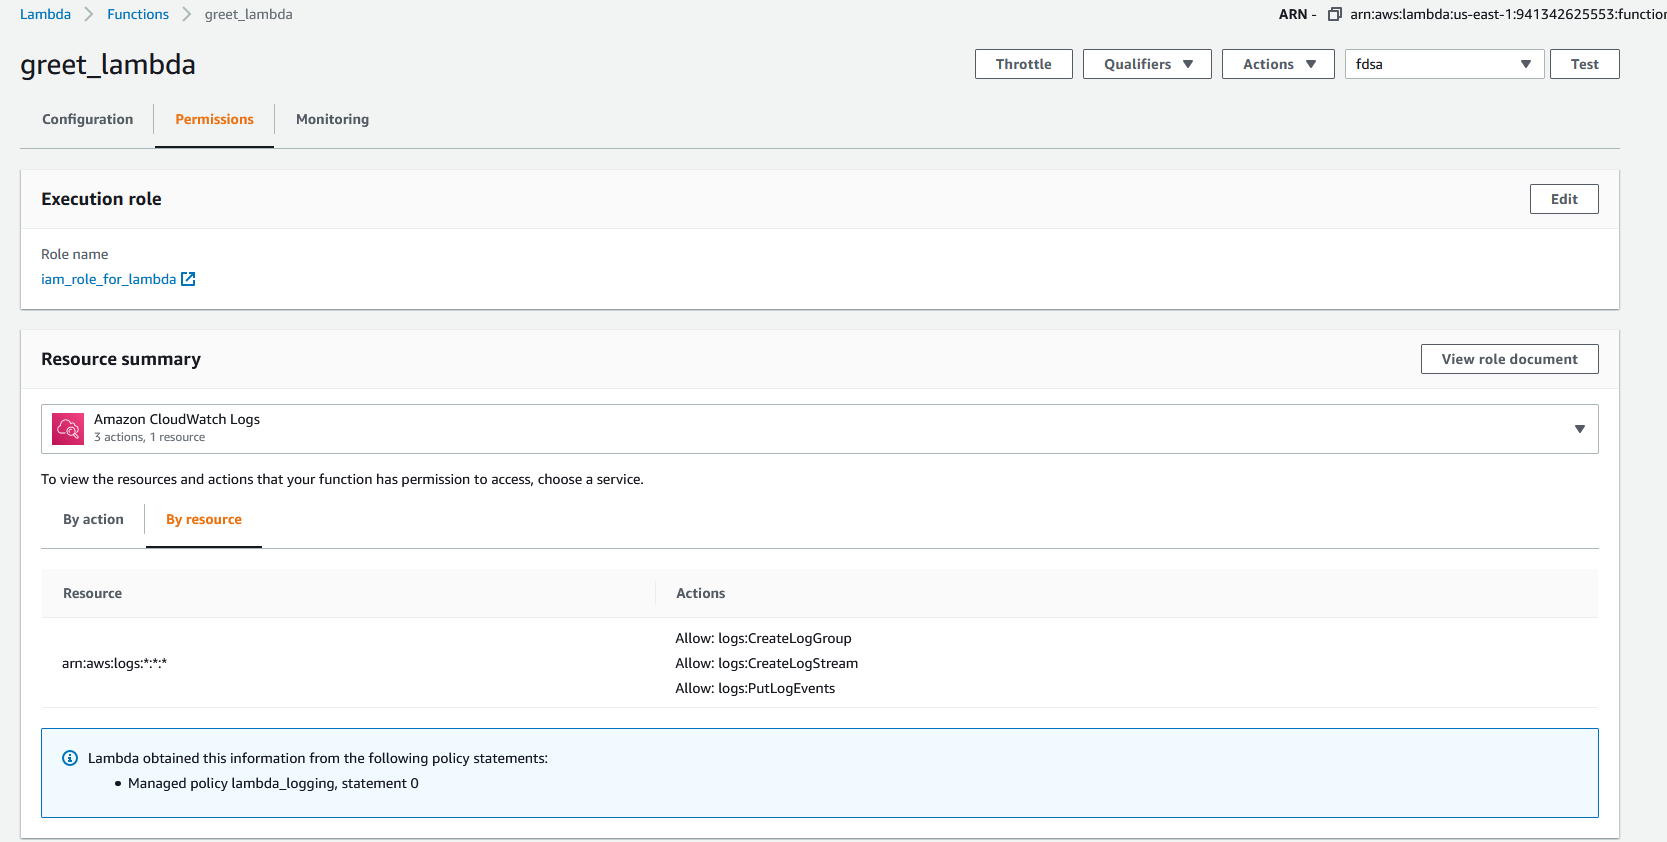 Lambda Functions greet_lambda ARN - arn:aws:lambda:us-east-1:941342625553:function
greet_lambda Throttle Qualifiers Actions fdsa Test
Configuration Permissions Monitoring
Execution role Edit
Role name
iam_role_for_lambda
Resource summary View role document
Amazon CloudWatch Logs
3 actions, 1 resource
To view the resources and actions that your function has permission to access, choose a service.
By action By resource
Resource Actions
Allow: logs:CreateLogGroup
arn:aws:logs:*:*:* Allow: logs:CreateLogStream
Allow: logs:PutLogEvents
Lambda obtained this information from the following policy statements:
• Managed policy lambda_logging, statement 0